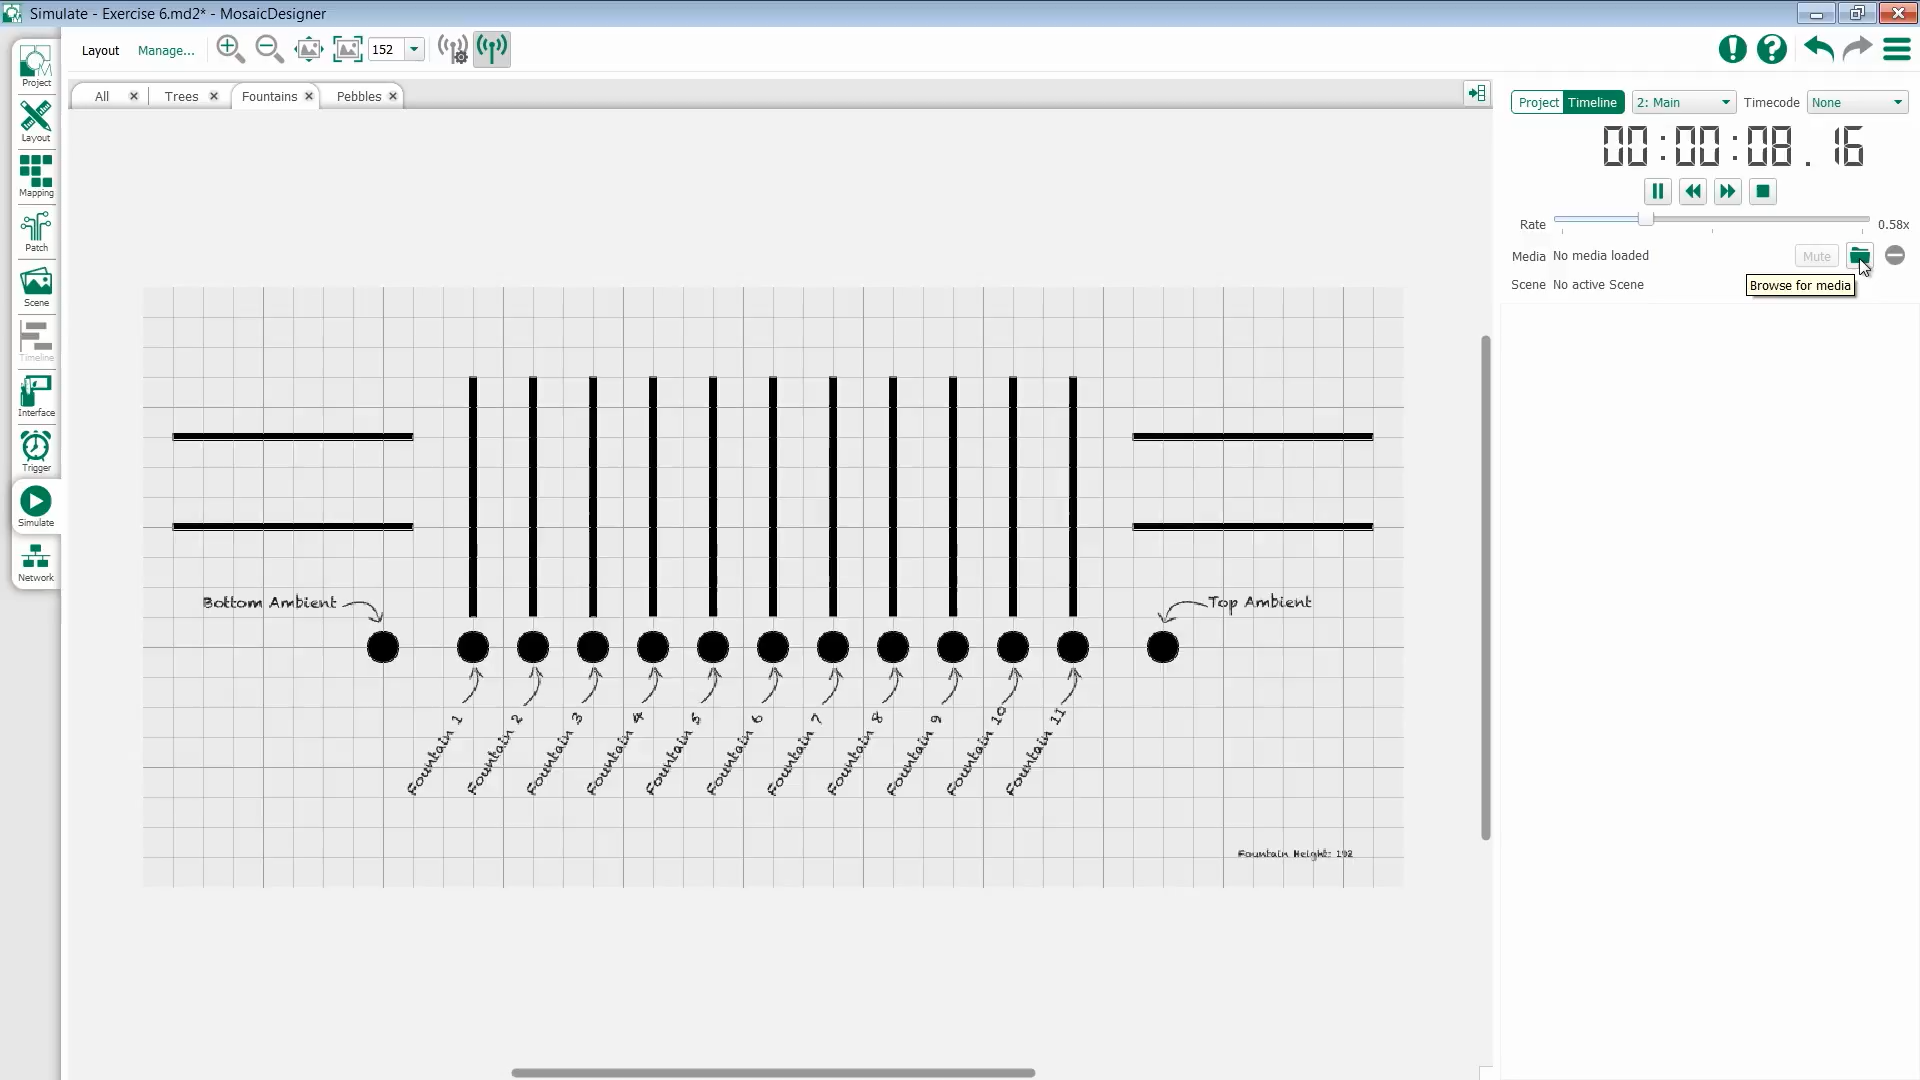 Simulate - Exercise 6.md2* - MosaicDesigner
Layout Manage... 152
All Trees Fountains Pebbles
Project
Layout
Mapping
Patch
Scene
Timeline
Interface
Trigger
Simulate
Network
Project Timeline 2: Main Timecode None
00:00:08.16
Rate 0.58x
Media No media loaded Mute
Browse for media
Scene No active Scene
Bottom Ambient
Top Ambient
Fountain 1
Fountain 2
Fountain 3
Fountain 4
Fountain 5
Fountain 6
Fountain 7
Fountain 8
Fountain 9
Fountain 10
Fountain 11
Fountain Height: 192